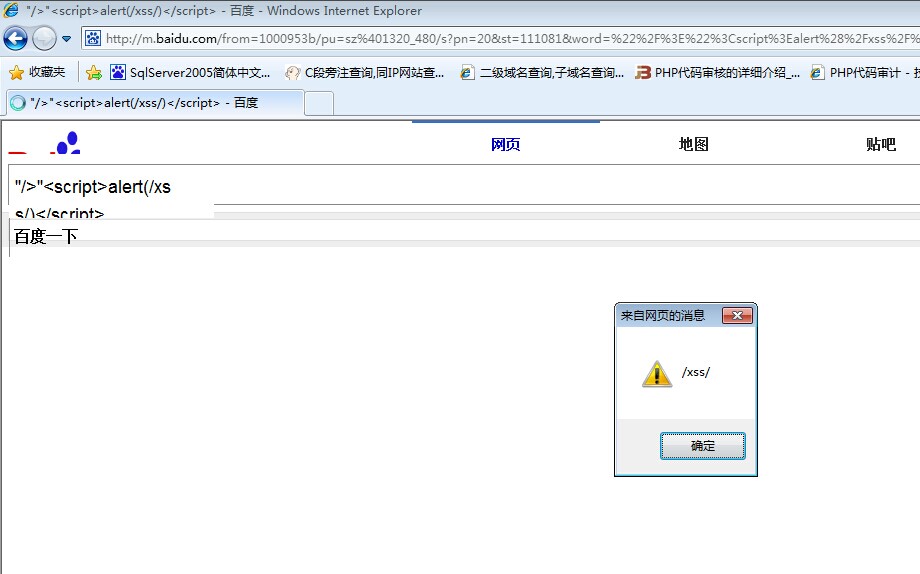 "/>"<script>alert(/xss/)</script> - 百度 - Windows Internet Explorer
http://m.baidu.com/from=1000953b/pu=sz%401320_480/s?pn=20&st=111081&word=%22%2F%3E%22%3Cscript%3Ealert%28%2Fxss%2F%
收藏夹 SqlServer2005简体中文... C段旁注查询,同IP网站查... 二级域名查询,子域名查询... PHP代码审核的详细介绍_... PHP代码审计 - 技
"/>"<script>alert(/xss/)</script> - 百度
网页 地图 贴吧
"/>"<script>alert(/xs
s/)</script>
百度一下
来自网页的消息
/xss/
确定